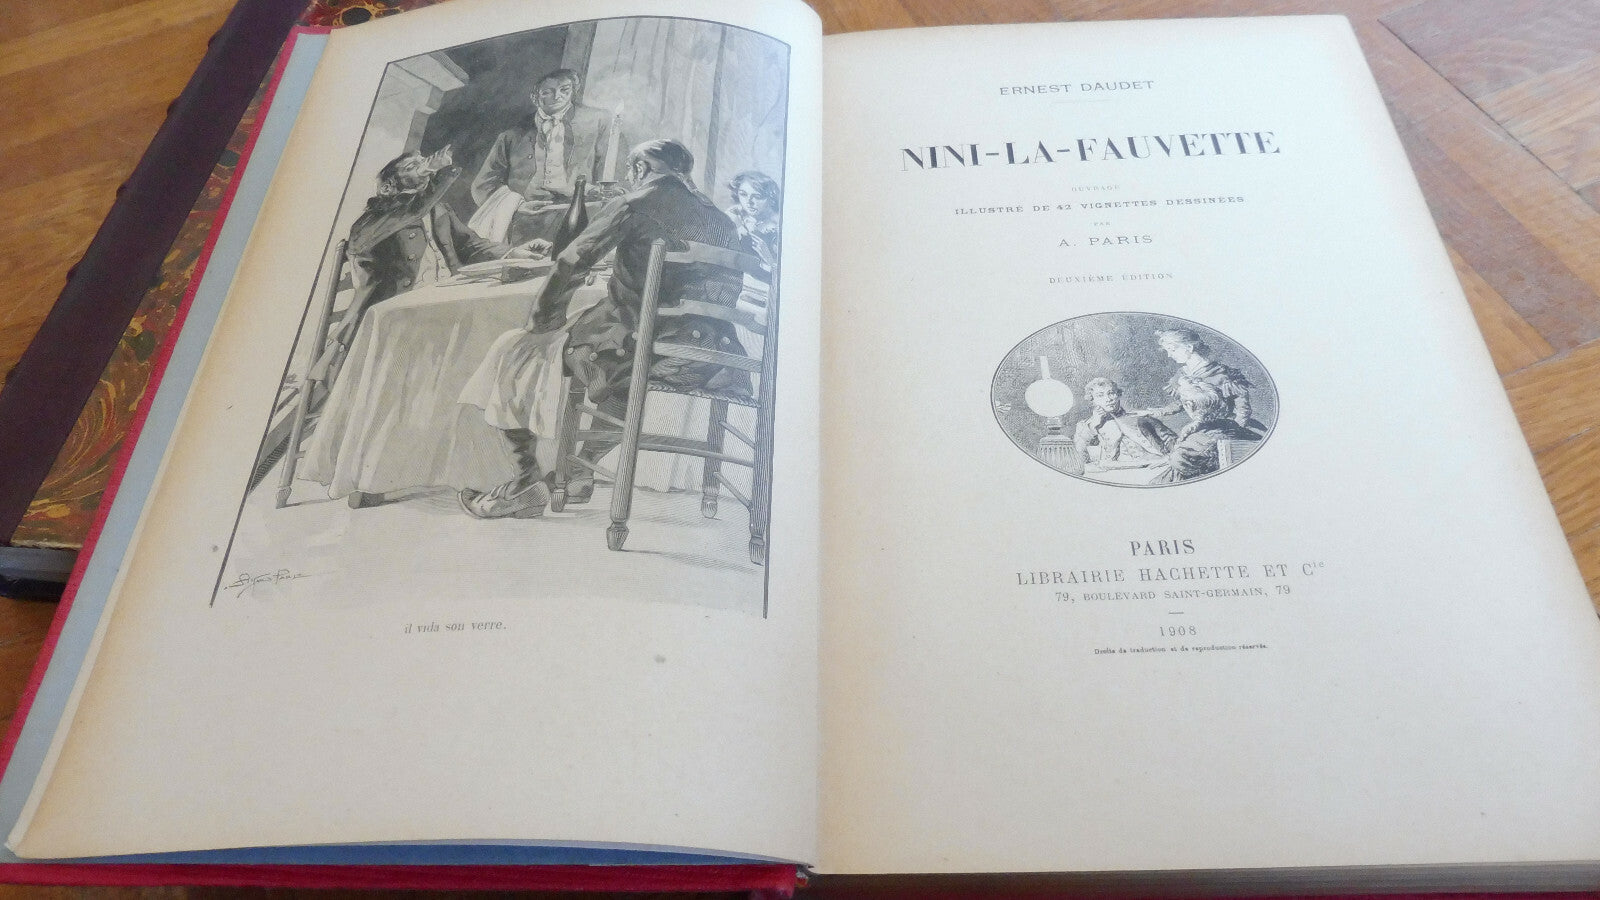 il vida son verre.
ERNEST DAUDET
NINI-LA-FAUVETTE
OUVRAGE
ILLUSTRÉ DE 42 VIGNETTES DESSINÉES
PAR
A. PARIS
DEUXIÈME ÉDITION
PARIS
LIBRAIRIE HACHETTE ET Cie
79, BOULEVARD SAINT-GERMAIN, 79
1908
Droits de traduction et de reproduction réservés.